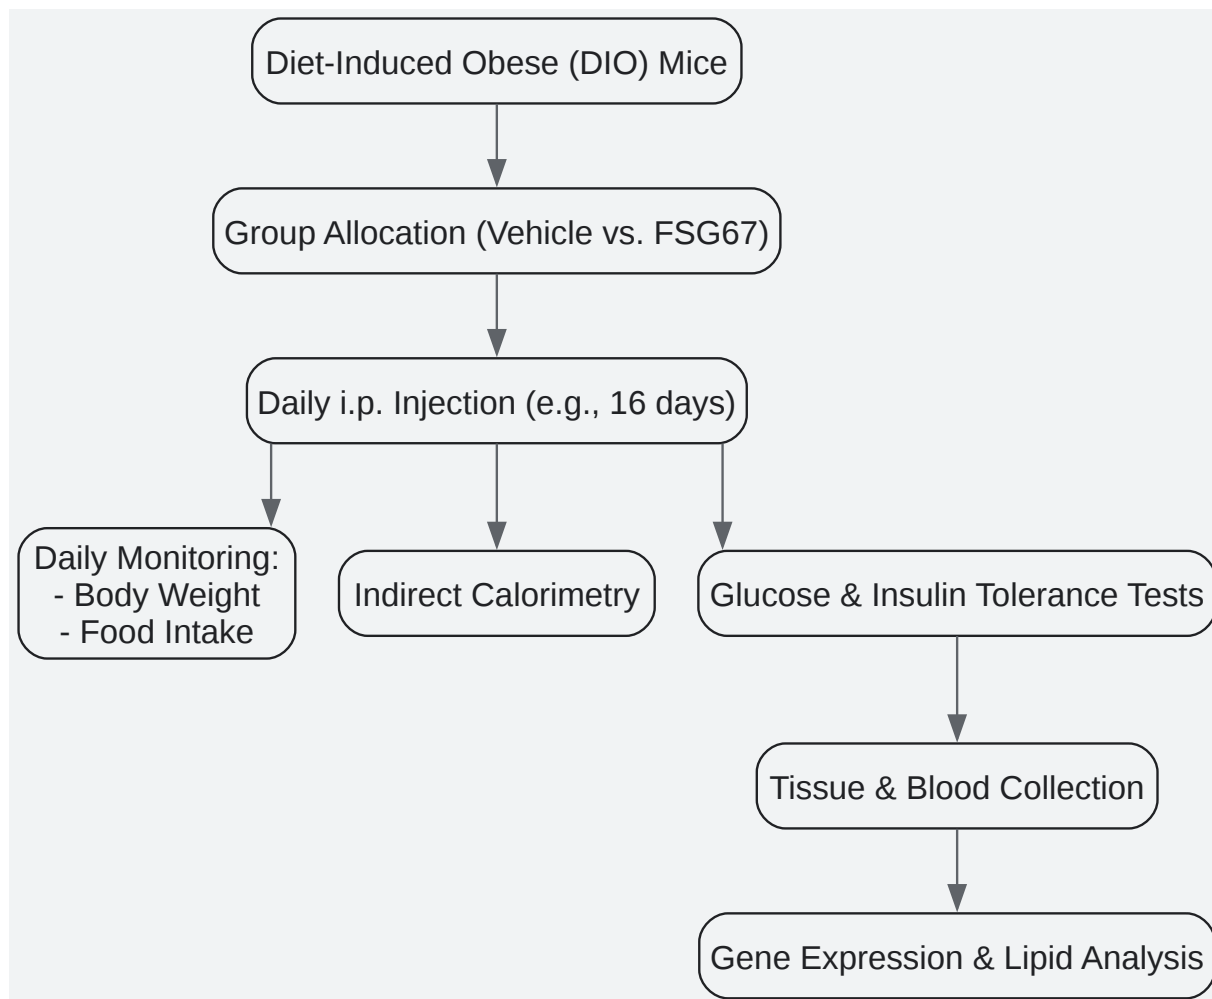 Diet-Induced Obese (DIO) Mice
Group Allocation (Vehicle vs. FSG67)
Daily i.p. Injection (e.g., 16 days)
Daily Monitoring:
- Body Weight
- Food Intake
Indirect Calorimetry
Glucose & Insulin Tolerance Tests
Tissue & Blood Collection
Gene Expression & Lipid Analysis